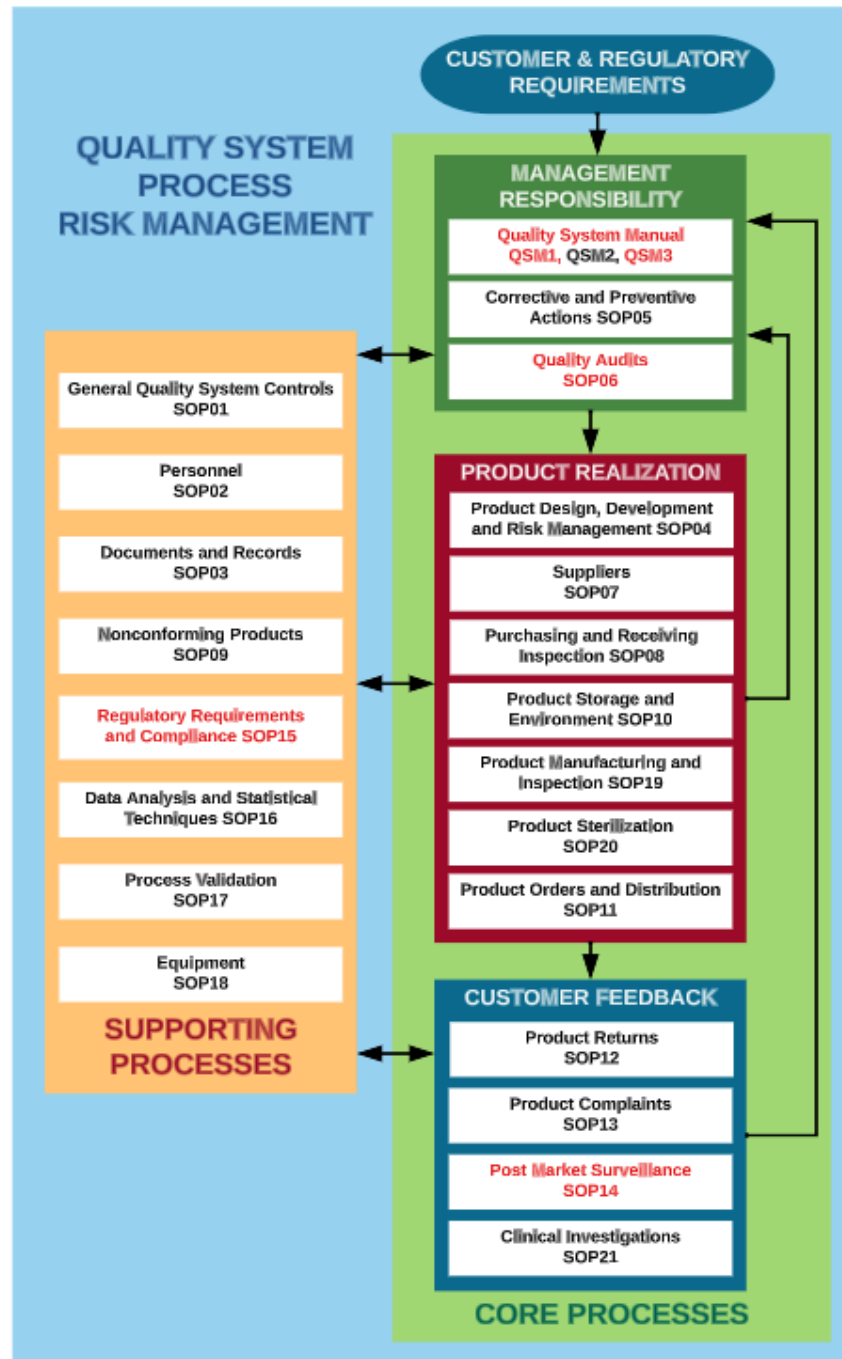 CUSTOMER & REGULATORY
REQUIREMENTS
QUALITY SYSTEM
PROCESS
RISK MANAGEMENT
MANAGEMENT
RESPONSIBILITY
Quality System Manual
QSM1, QSM2, QSM3
Corrective and Preventive
Actions SOP05
Quality Audits
SOP06
General Quality System Controls
SOP01
Personnel
SOP02
Documents and Records
SOP03
Nonconforming Products
SOP09
Regulatory Requirements
and Compliance SOP15
Data Analysis and Statistical
Techniques SOP16
Process Validation
SOP17
Equipment
SOP18
SUPPORTING
PROCESSES
PRODUCT REALIZATION
Product Design, Development
and Risk Management SOP04
Suppliers
SOP07
Purchasing and Receiving
Inspection SOP08
Product Storage and
Environment SOP10
Product Manufacturing and
Inspection SOP19
Product Sterilization
SOP20
Product Orders and Distribution
SOP11
CUSTOMER FEEDBACK
Product Returns
SOP12
Product Complaints
SOP13
Post Market Surveillance
SOP14
Clinical Investigations
SOP21
CORE PROCESSES